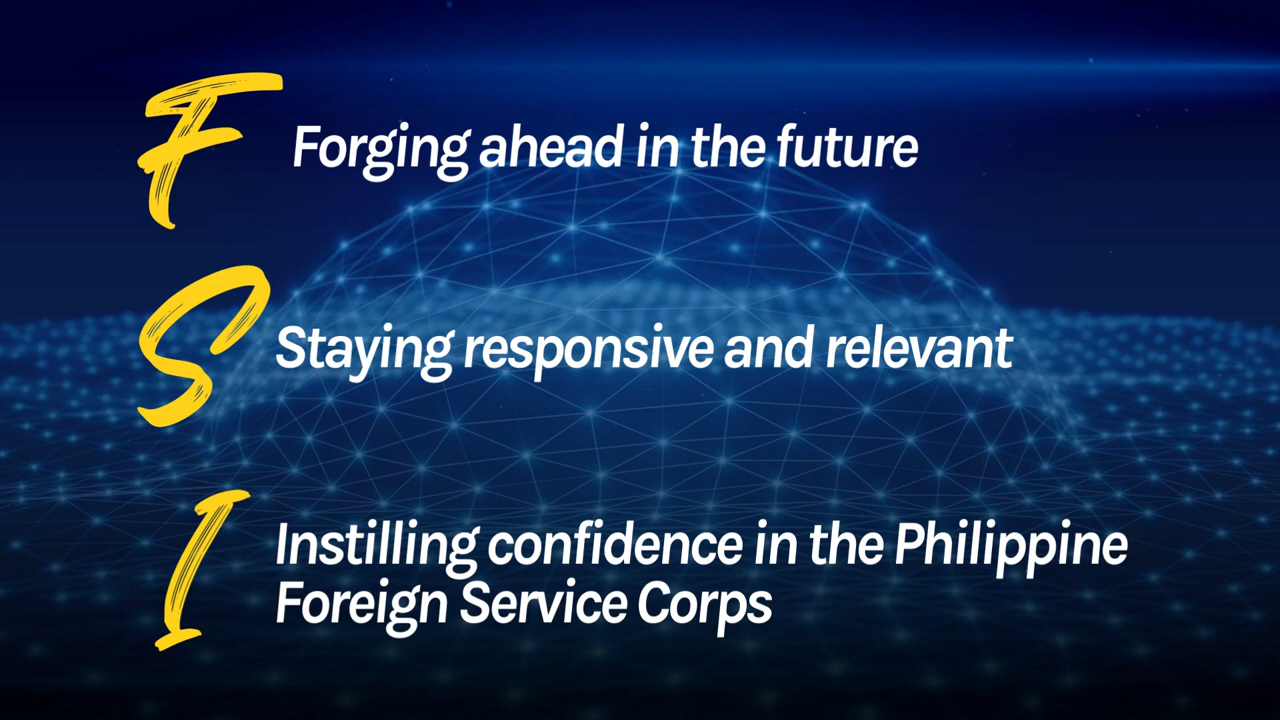 F Forging ahead in the future
S Staying responsive and relevant
I Instilling confidence in the Philippine
Foreign Service Corps